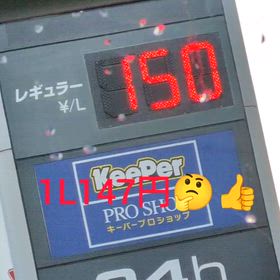 レギュラー 150
¥/L
KeePer
1L147円🤔👍
PRO SHOP
キーパープロショップ
24h